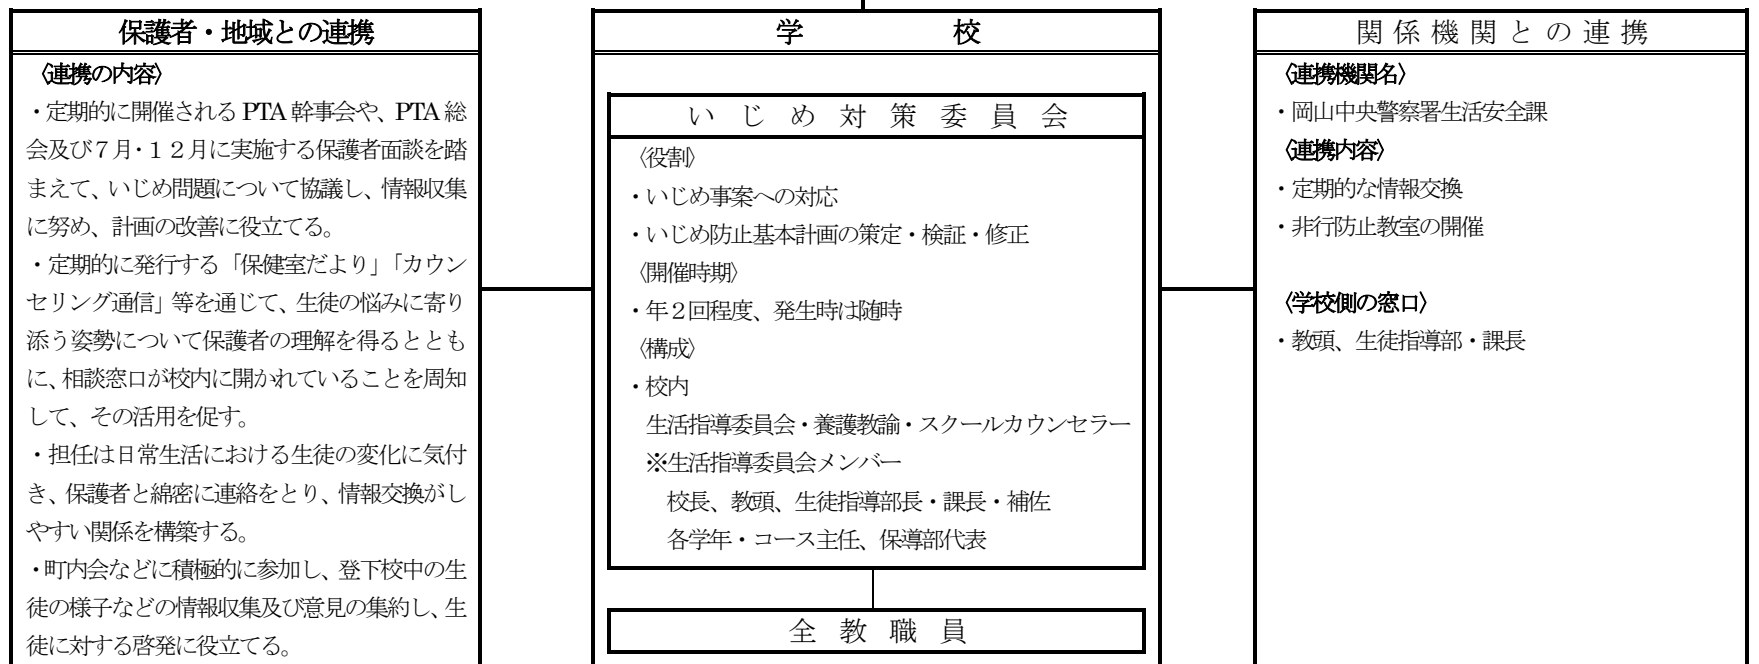 保護者・地域との連携
〈連携の内容〉
・定期的に開催される PTA 幹事会や、PTA 総
会及び７月・１２月に実施する保護者面談を踏
まえて、いじめ問題について協議し、情報収集
に努め、計画の改善に役立てる。
・定期的に発行する「保健室だより」「カウン
セリング通信」等を通じて、生徒の悩みに寄り
添う姿勢について保護者の理解を得るととも
に、相談窓口が校内に開かれていることを周知
して、その活用を促す。
・担任は日常生活における生徒の変化に気付
き、保護者と綿密に連絡をとり、情報交換がし
やすい関係を構築する。
・町内会などに積極的に参加し、登下校中の生
徒の様子などの情報収集及び意見の集約し、生
徒に対する啓発に役立てる。
学　校
いじめ対策委員会
〈役割〉
・いじめ事案への対応
・いじめ防止基本計画の策定・検証・修正
〈開催時期〉
・年２回程度、発生時は随時
〈構成〉
・校内
生活指導委員会・養護教諭・スクールカウンセラー
※生活指導委員会メンバー
校長、教頭、生徒指導部長・課長・補佐
各学年・コース主任、保導部代表
全教職員
関係機関との連携
〈連携機関名〉
・岡山中央警察署生活安全課
〈連携内容〉
・定期的な情報交換
・非行防止教室の開催
〈学校側の窓口〉
・教頭、生徒指導部・課長